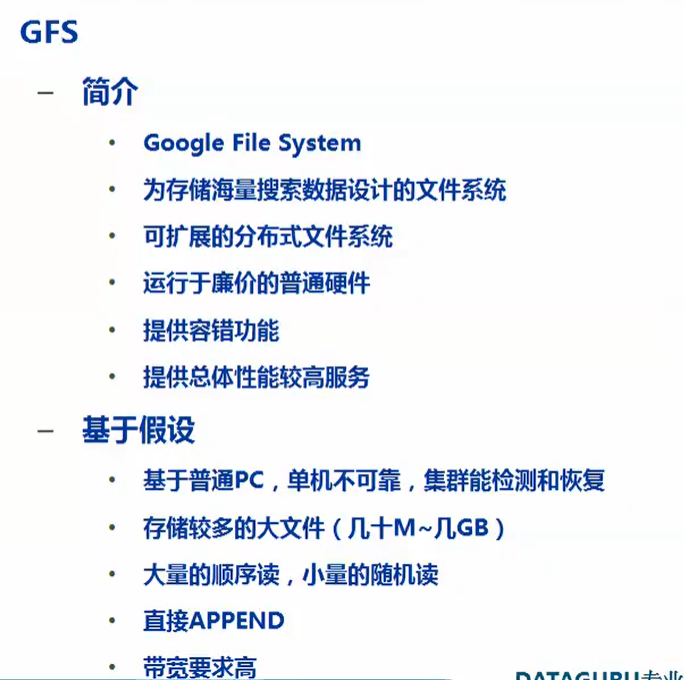 GFS
– 简介
• Google File System
• 为存储海量搜索数据设计的文件系统
• 可扩展的分布式文件系统
• 运行于廉价的普通硬件
• 提供容错功能
• 提供总体性能较高服务
– 基于假设
• 基于普通PC，单机不可靠，集群能检测和恢复
• 存储较多的大文件（几十M~几GB）
• 大量的顺序读，小量的随机读
• 直接APPEND
• 带宽要求高
DATAGURU专业